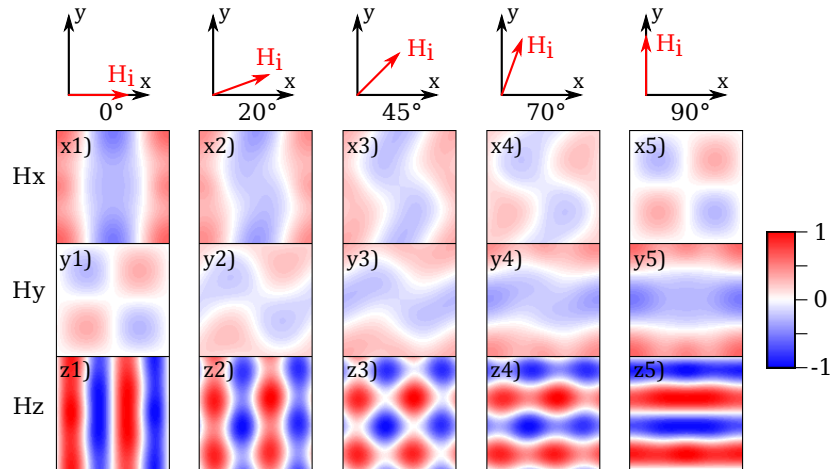 y y y y y
Hi x Hi x Hi x Hi x Hi x
0° 20° 45° 70° 90°
Hx x1) x2) x3) x4) x5)
Hy y1) y2) y3) y4) y5)
Hz z1) z2) z3) z4) z5)
1
0
-1